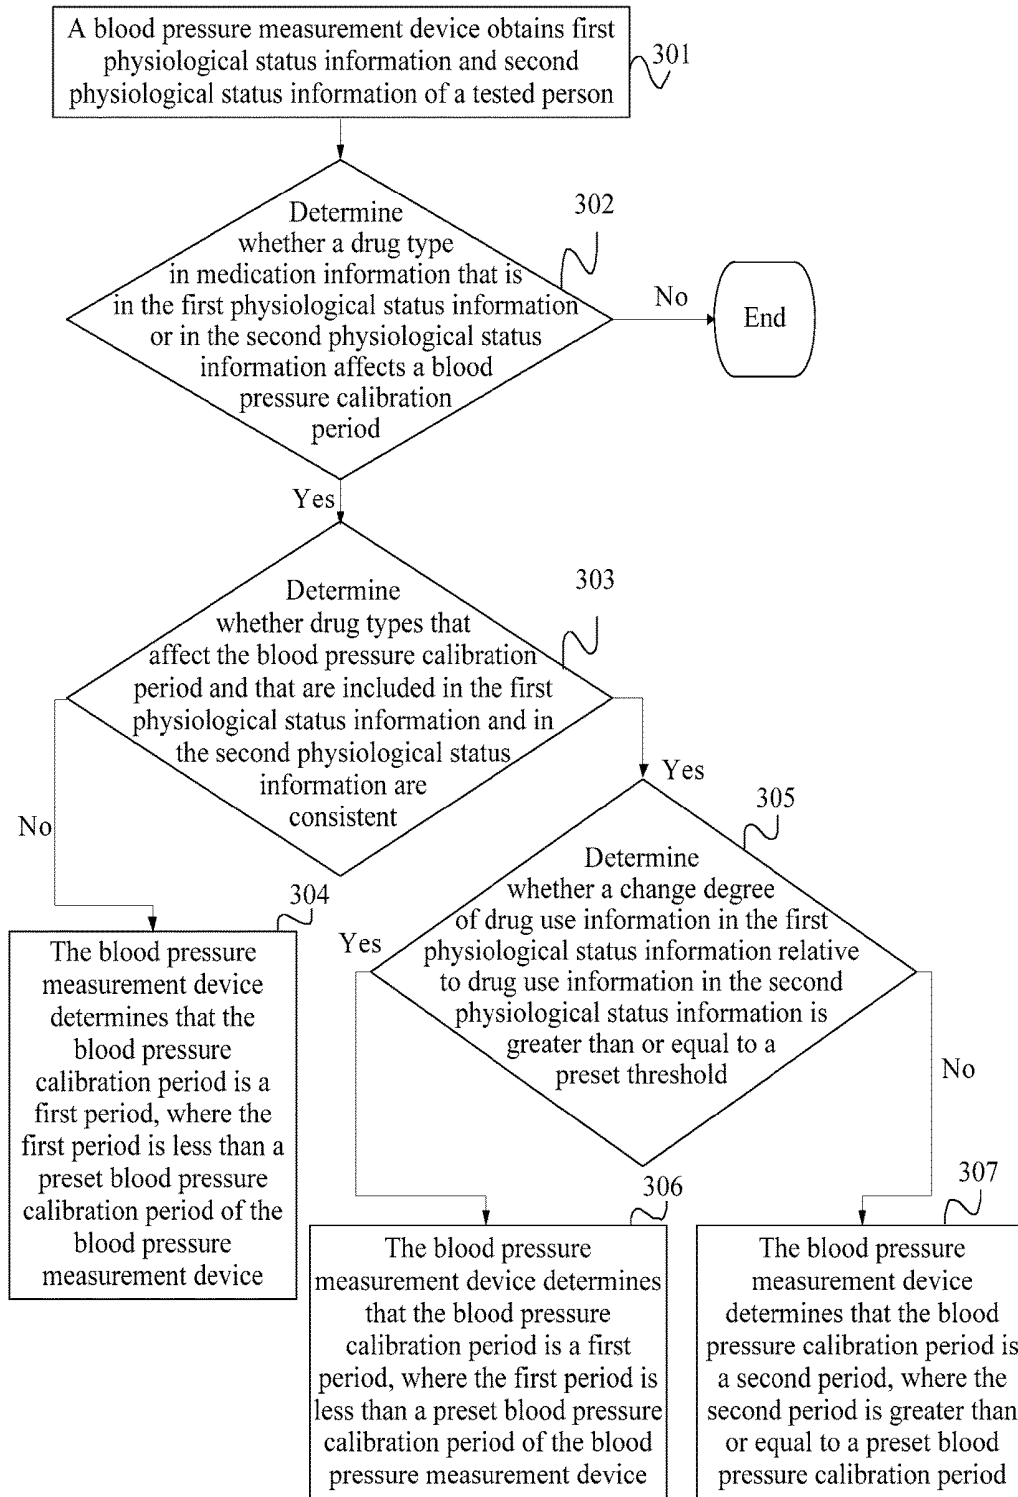 A blood pressure measurement device obtains first
physiological status information and second
physiological status information of a tested person
301
Determine
whether a drug type
in medication information that is
in the first physiological status information
or in the second physiological status
information affects a blood
pressure calibration
period
302
No
End
Yes
Determine
whether drug types that
affect the blood pressure calibration
period and that are included in the first
physiological status information and in
the second physiological status
information are
consistent
303
No
Yes
304
The blood pressure
measurement device
determines that the
blood pressure
calibration period is a
first period, where the
first period is less than a
preset blood pressure
calibration period of the
blood pressure
measurement device
305
Determine
whether a change degree
of drug use information in the first
physiological status information relative
to drug use information in the second
physiological status information is
greater than or equal to a
preset threshold
Yes
No
306
The blood pressure
measurement device determines
that the blood pressure
calibration period is a first
period, where the first period is
less than a preset blood pressure
calibration period of the blood
pressure measurement device
307
The blood pressure
measurement device
determines that the blood
pressure calibration period is
a second period, where the
second period is greater than
or equal to a preset blood
pressure calibration period